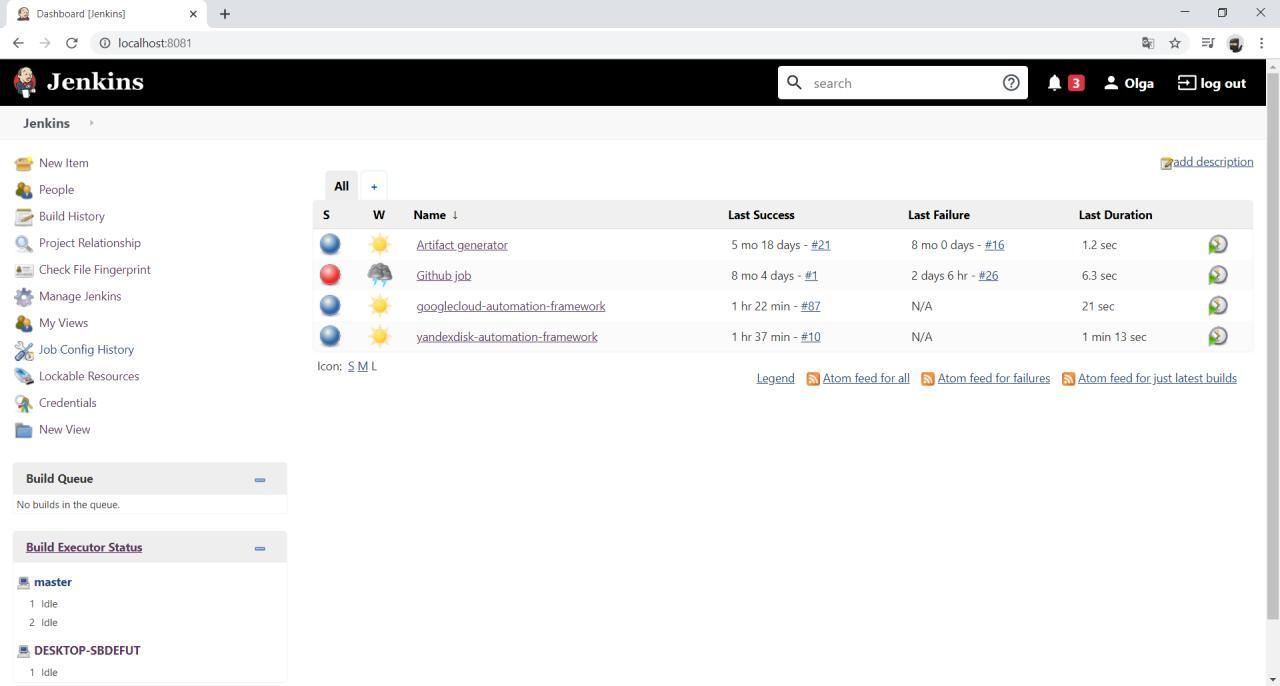 Dashboard [Jenkins]
localhost:8081
Jenkins
search
3
Olga
log out
Jenkins
New Item
People
Build History
Project Relationship
Check File Fingerprint
Manage Jenkins
My Views
Job Config History
Lockable Resources
Credentials
New View
Build Queue
No builds in the queue.
Build Executor Status
master
1 Idle
2 Idle
DESKTOP-SBDEFUT
1 Idle
add description
All +
S W Name ↓ Last Success Last Failure Last Duration
Artifact generator 5 mo 18 days - #21 8 mo 0 days - #16 1.2 sec
Github job 8 mo 4 days - #1 2 days 6 hr - #26 6.3 sec
googlecloud-automation-framework 1 hr 22 min - #87 N/A 21 sec
yandexdisk-automation-framework 1 hr 37 min - #10 N/A 1 min 13 sec
Icon: S M L
Legend Atom feed for all Atom feed for failures Atom feed for just latest builds